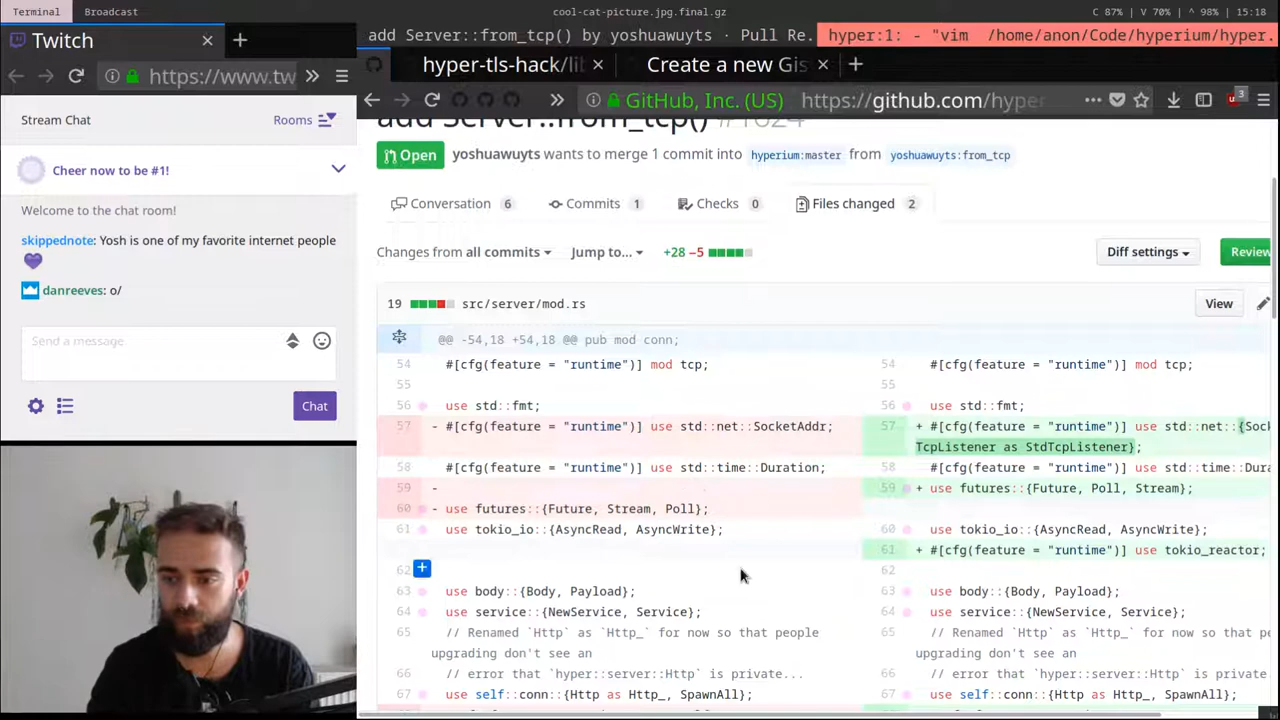 Terminal Broadcast cool-cat-picture.jpg.final.gz C 87% V 70% ^ 98% 15:18
Twitch
add Server::from_tcp() by yoshuawuyts · Pull Re. hyper:1: - "vim /home/anon/Code/hyperium/hyper.
hyper-tls-hack/lib Create a new Gis
https://www.tw
GitHub, Inc. (US) https://github.com/hyper
3
Stream Chat
Rooms
add Server::from_tcp() #1624
Open yoshuawuyts wants to merge 1 commit into hyperium:master from yoshuawuyts:from_tcp
Cheer now to be #1!
Welcome to the chat room!
skippednote: Yosh is one of my favorite internet people
danreeves: o/
Send a message
Chat
Conversation 6 Commits 1 Checks 0 Files changed 2
Changes from all commits Jump to... +28 −5 Diff settings Review
19 src/server/mod.rs View
@@ -54,18 +54,18 @@ pub mod conn;
54 #[cfg(feature = "runtime")] mod tcp; 54 #[cfg(feature = "runtime")] mod tcp;
55 55
56 use std::fmt; 56 use std::fmt;
57 - #[cfg(feature = "runtime")] use std::net::SocketAddr; 57 + #[cfg(feature = "runtime")] use std::net::{Sock
TcpListener as StdTcpListener};
58 #[cfg(feature = "runtime")] use std::time::Duration; 58 #[cfg(feature = "runtime")] use std::time::Dura
59 - 59 + use futures::{Future, Poll, Stream};
60 - use futures::{Future, Stream, Poll};
61 use tokio_io::{AsyncRead, AsyncWrite}; 60 use tokio_io::{AsyncRead, AsyncWrite};
61 + #[cfg(feature = "runtime")] use tokio_reactor;
62 62
63 use body::{Body, Payload}; 63 use body::{Body, Payload};
64 use service::{NewService, Service}; 64 use service::{NewService, Service};
65 // Renamed `Http` as `Http_` for now so that people 65 // Renamed `Http` as `Http_` for now so that pe
upgrading don't see an upgrading don't see an
66 // error that `hyper::server::Http` is private... 66 // error that `hyper::server::Http` is private.
67 use self::conn::{Http as Http_, SpawnAll}; 67 use self::conn::{Http as Http_, SpawnAll};